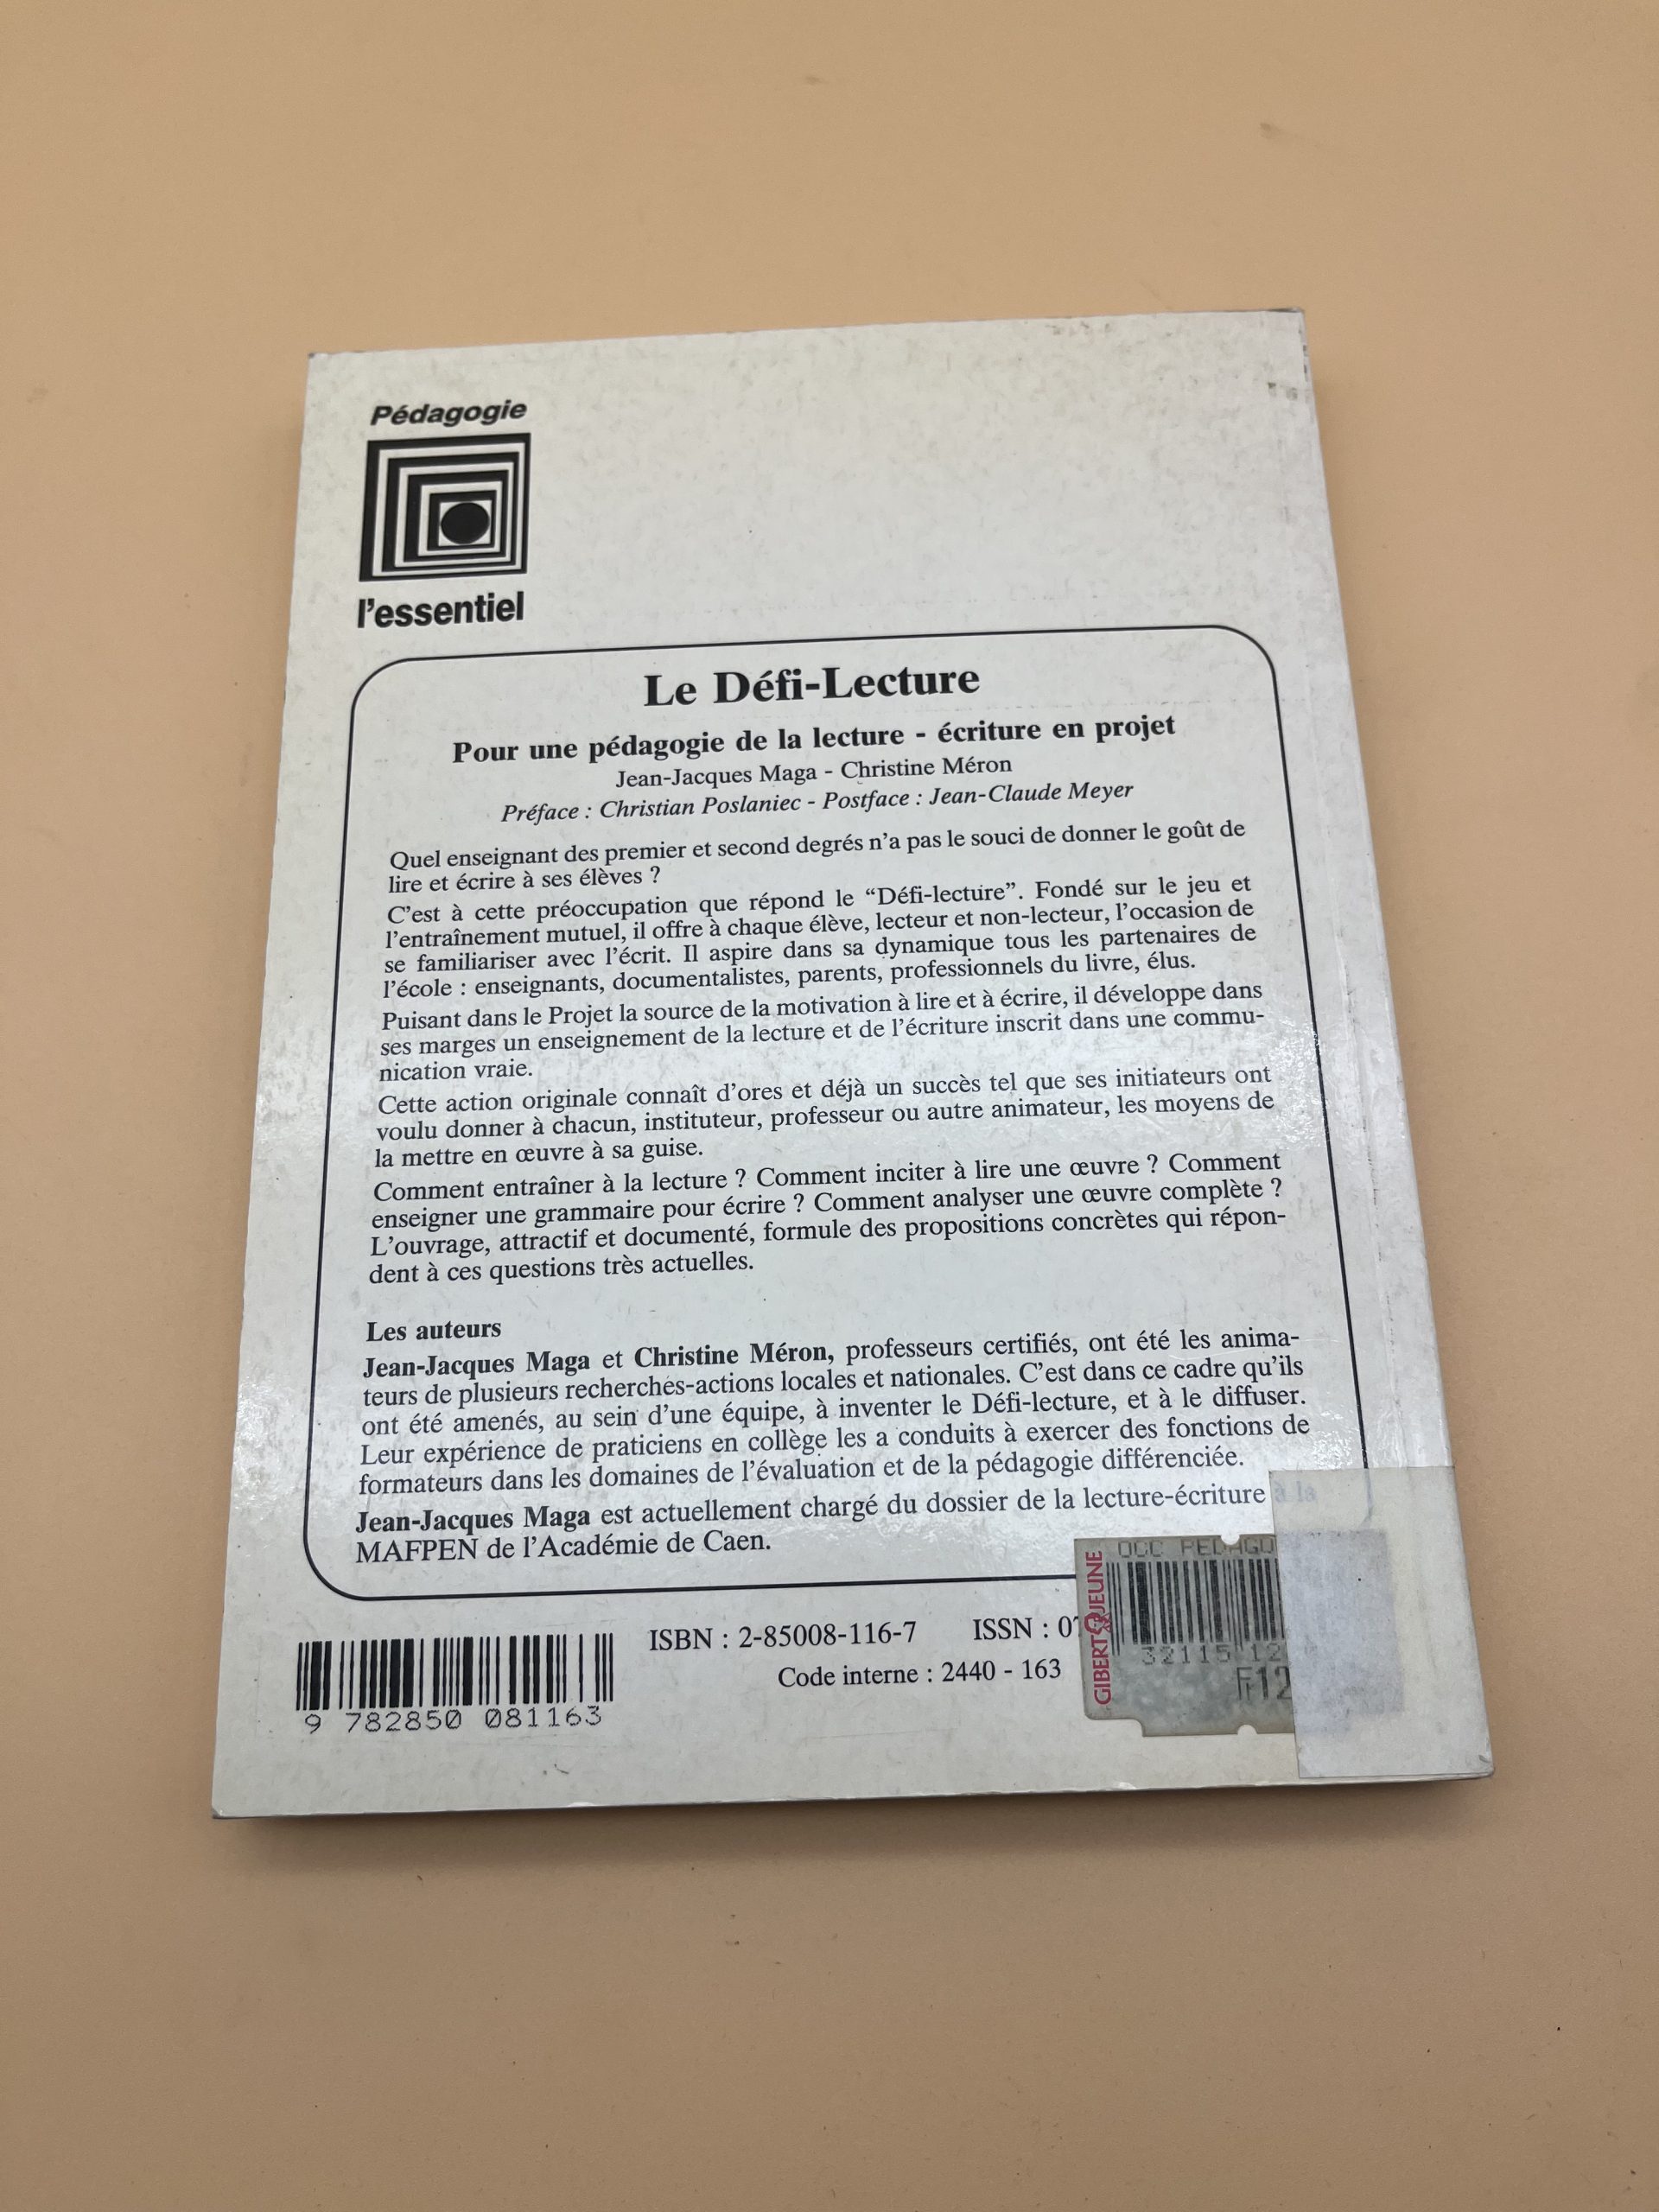 Pédagogie
l'essentiel
Le Défi-Lecture
Pour une pédagogie de la lecture - écriture en projet
Jean-Jacques Maga - Christine Méron
Préface : Christian Poslaniec - Postface : Jean-Claude Meyer
Quel enseignant des premier et second degrés n'a pas le souci de donner le goût de
lire et écrire à ses élèves ?
C'est à cette préoccupation que répond le “Défi-lecture”. Fondé sur le jeu et
l'entraînement mutuel, il offre à chaque élève, lecteur et non-lecteur, l'occasion de
se familiariser avec l'écrit. Il aspire dans sa dynamique tous les partenaires de
l'école : enseignants, documentalistes, parents, professionnels du livre, élus.
Puisant dans le Projet la source de la motivation à lire et à écrire, il développe dans
ses marges un enseignement de la lecture et de l'écriture inscrit dans une commu-
nication vraie.
Cette action originale connaît d'ores et déjà un succès tel que ses initiateurs ont
voulu donner à chacun, instituteur, professeur ou autre animateur, les moyens de
la mettre en œuvre à sa guise.
Comment entraîner à la lecture ? Comment inciter à lire une œuvre ? Comment
enseigner une grammaire pour écrire ? Comment analyser une œuvre complète ?
L'ouvrage, attractif et documenté, formule des propositions concrètes qui répon-
dent à ces questions très actuelles.
Les auteurs
Jean-Jacques Maga et Christine Méron, professeurs certifiés, ont été les anima-
teurs de plusieurs recherches-actions locales et nationales. C'est dans ce cadre qu'ils
ont été amenés, au sein d'une équipe, à inventer le Défi-lecture, et à le diffuser.
Leur expérience de praticiens en collège les a conduits à exercer des fonctions de
formateurs dans les domaines de l'évaluation et de la pédagogie différenciée.
Jean-Jacques Maga est actuellement chargé du dossier de la lecture-écriture à la
MAFPEN de l'Académie de Caen.
OCC PEDAGO
GIBERT JEUNE
32115 12
F12
ISBN : 2-85008-116-7 ISSN : 07
Code interne : 2440 - 163
9 782850 081163